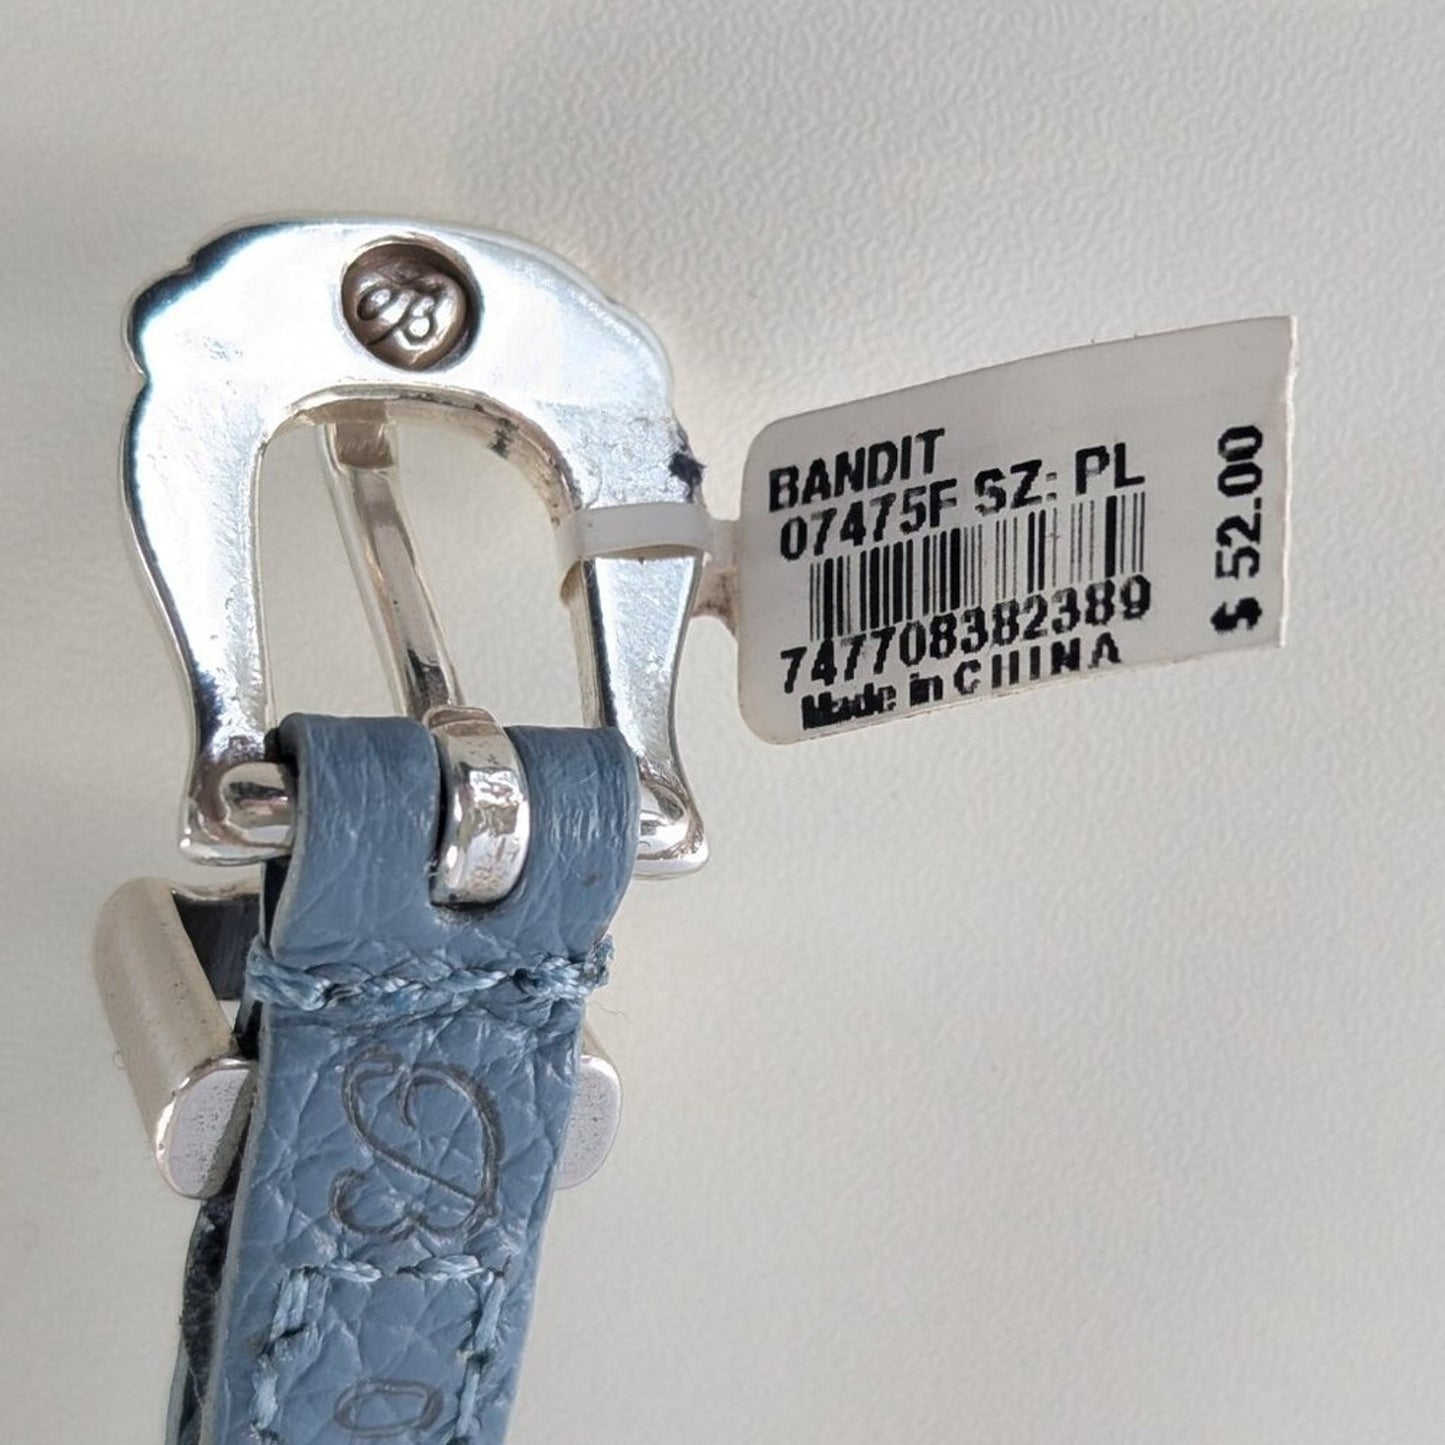 BANDIT
07475F SZ: PL
747708382389
Made in CHINA
$ 52.00